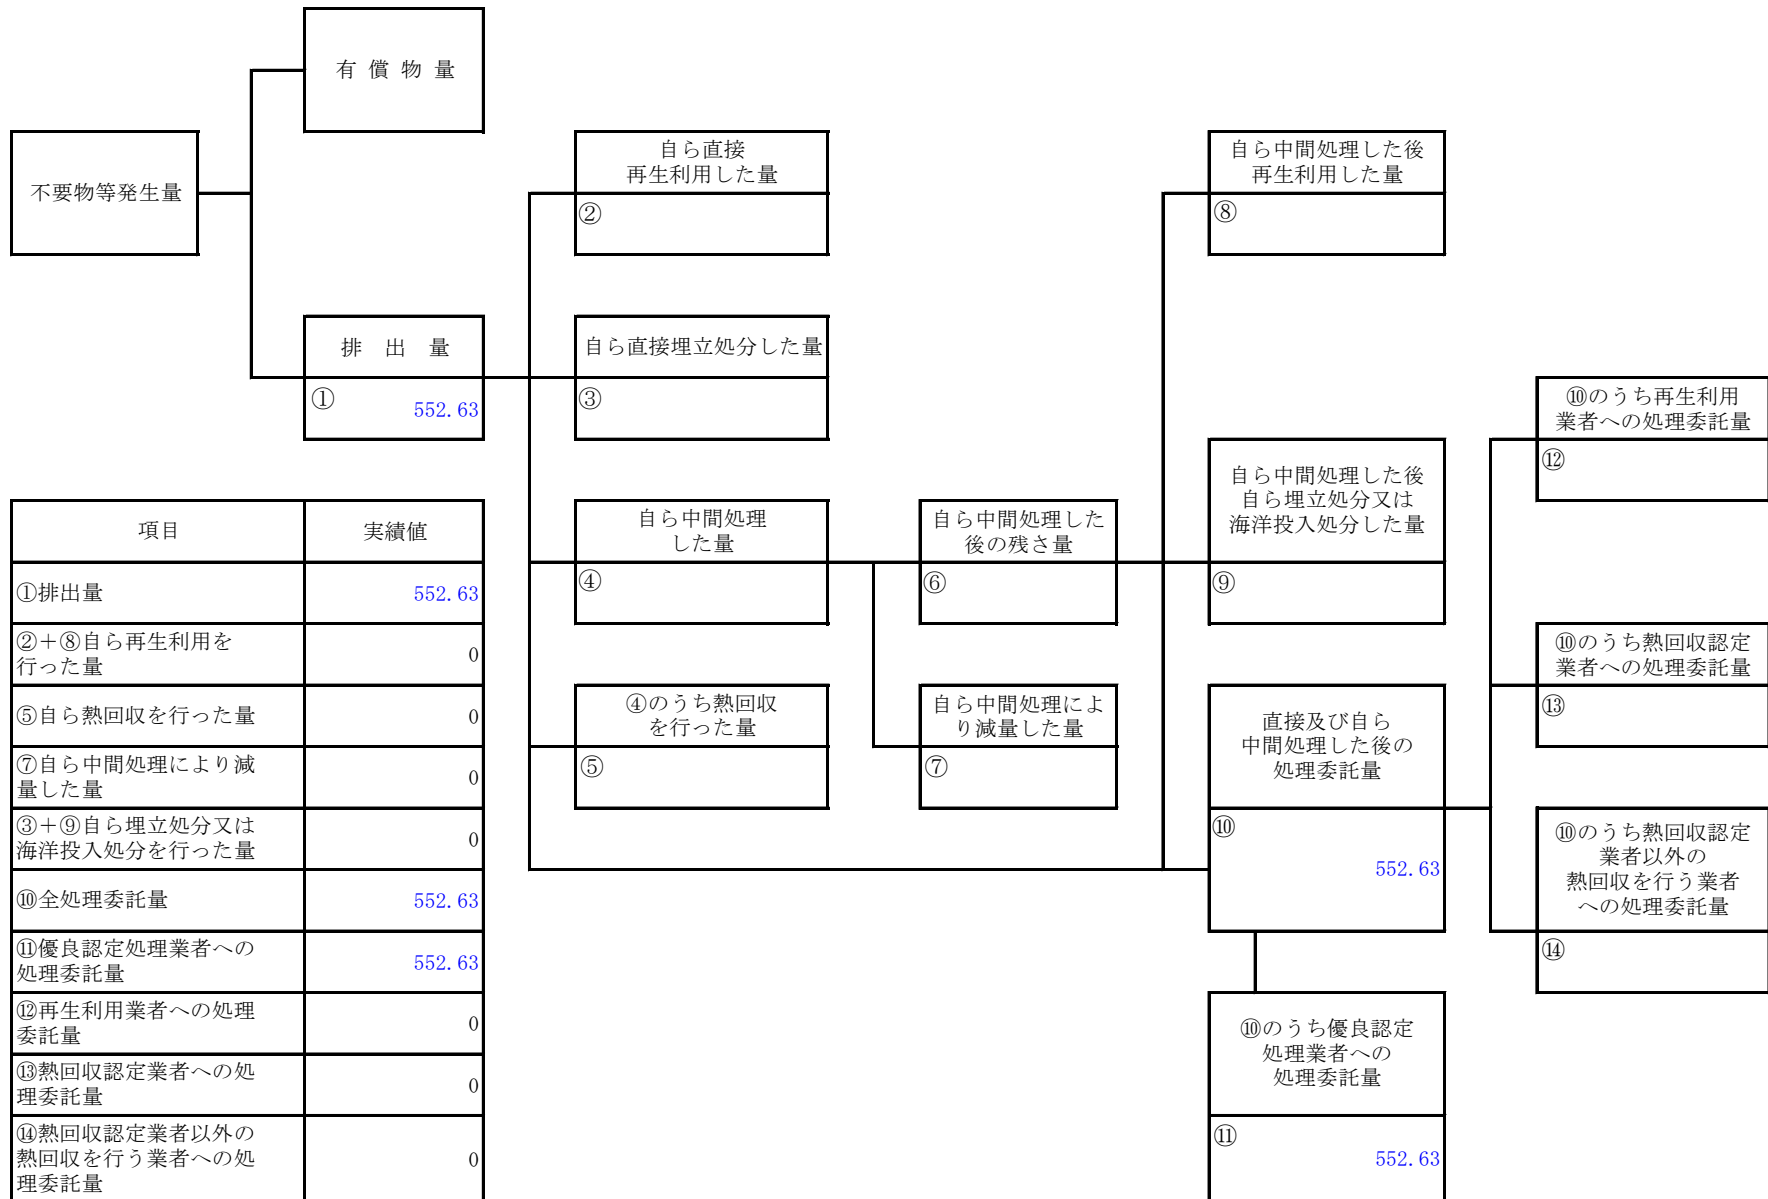 有 償 物 量
不要物等発生量
自ら直接
再生利用した量
②
自ら中間処理した後
再生利用した量
⑧
排 出 量
① 552.63
自ら直接埋立処分した量
③
⑩のうち再生利用
業者への処理委託量
⑫
自ら中間処理
した量
④
自ら中間処理した
後の残さ量
⑥
自ら中間処理した後
自ら埋立処分又は
海洋投入処分した量
⑨
⑩のうち熱回収認定
業者への処理委託量
⑬
④のうち熱回収
を行った量
⑤
自ら中間処理によ
り減量した量
⑦
直接及び自ら
中間処理した後の
処理委託量
⑩
552.63
⑩のうち熱回収認定
業者以外の
熱回収を行う業者
への処理委託量
⑭
⑩のうち優良認定
処理業者への
処理委託量
⑪
552.63
項目 実績値
①排出量 552.63
②+⑧自ら再生利用を
行った量 0
⑤自ら熱回収を行った量 0
⑦自ら中間処理により減
量した量 0
③+⑨自ら埋立処分又は
海洋投入処分を行った量 0
⑩全処理委託量 552.63
⑪優良認定処理業者への
処理委託量 552.63
⑫再生利用業者への処理
委託量 0
⑬熱回収認定業者への処
理委託量 0
⑭熱回収認定業者以外の
熱回収を行う業者への処
理委託量 0